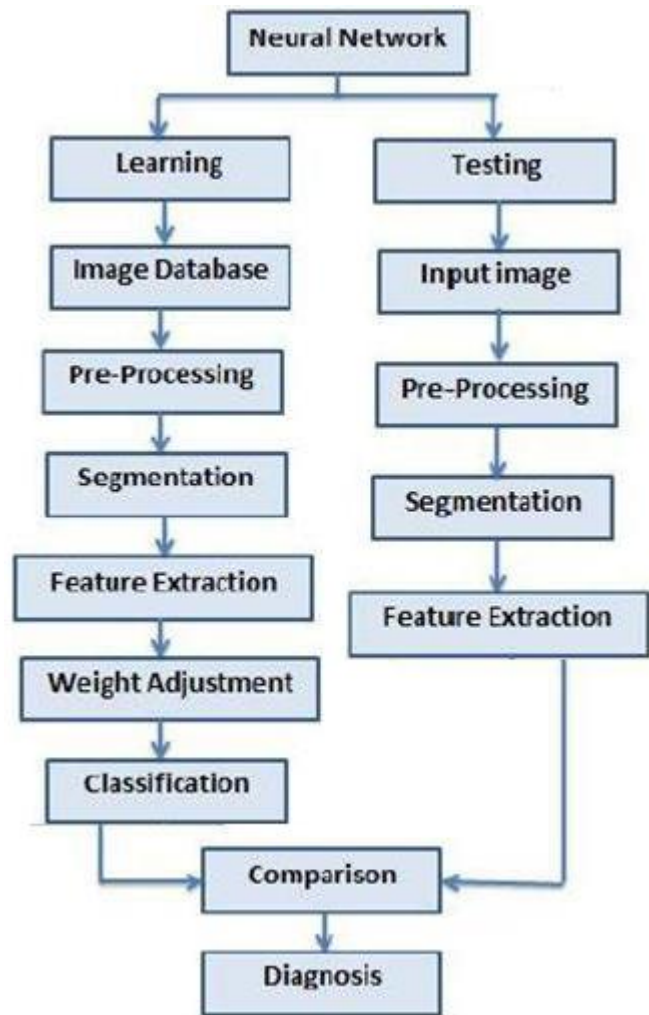 Neural Network
Learning
Testing
Image Database
Input image
Pre-Processing
Pre-Processing
Segmentation
Segmentation
Feature Extraction
Feature Extraction
Weight Adjustment
Classification
Comparison
Diagnosis